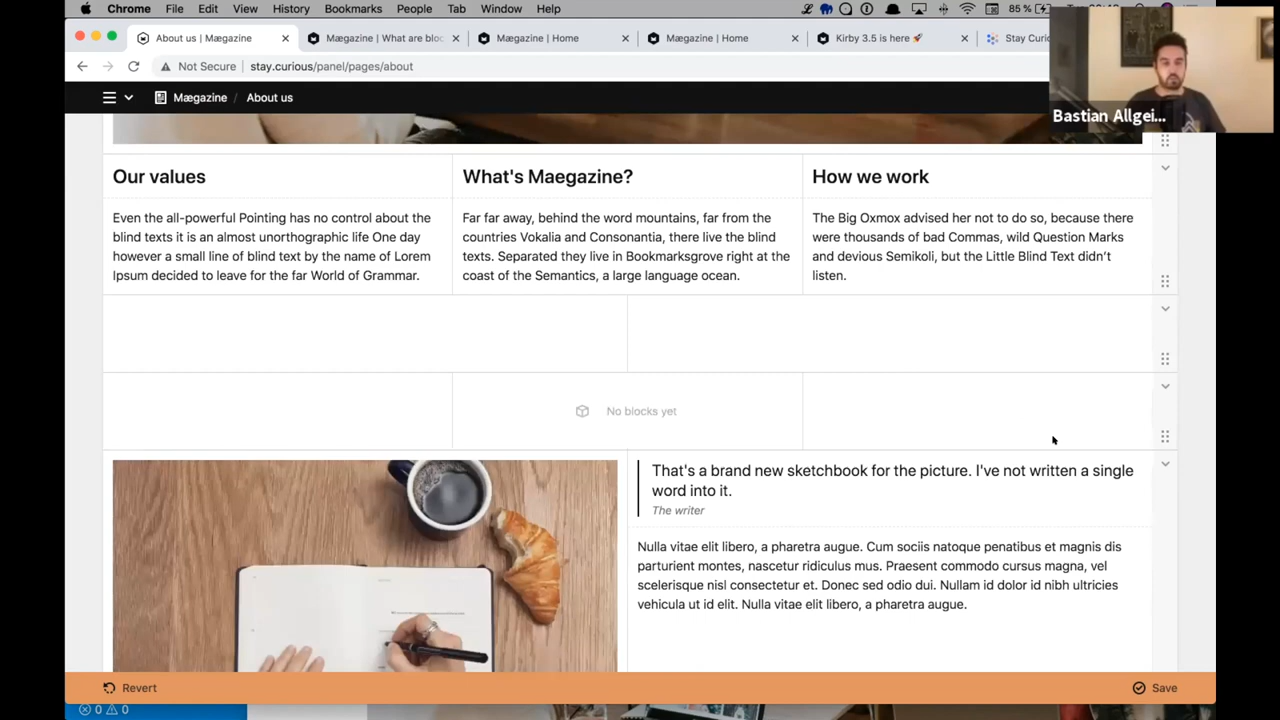 Chrome File Edit View History Bookmarks People Tab Window Help 85 %
About us | Mægazine Mægazine | What are bloc Mægazine | Home Mægazine | Home Kirby 3.5 is here 🚀 Stay Curi
Not Secure stay.curious/panel/pages/about
Mægazine / About us
Bastian Allgei...
Our values
Even the all-powerful Pointing has no control about the
blind texts it is an almost unorthographic life One day
however a small line of blind text by the name of Lorem
Ipsum decided to leave for the far World of Grammar.
What's Maegazine?
Far far away, behind the word mountains, far from the
countries Vokalia and Consonantia, there live the blind
texts. Separated they live in Bookmarksgrove right at the
coast of the Semantics, a large language ocean.
How we work
The Big Oxmox advised her not to do so, because there
were thousands of bad Commas, wild Question Marks
and devious Semikoli, but the Little Blind Text didn't
listen.
No blocks yet
That's a brand new sketchbook for the picture. I've not written a single
word into it.
The writer
Nulla vitae elit libero, a pharetra augue. Cum sociis natoque penatibus et magnis dis
parturient montes, nascetur ridiculus mus. Praesent commodo cursus magna, vel
scelerisque nisl consectetur et. Donec sed odio dui. Nullam id dolor id nibh ultricies
vehicula ut id elit. Nulla vitae elit libero, a pharetra augue.
Revert Save
0 0